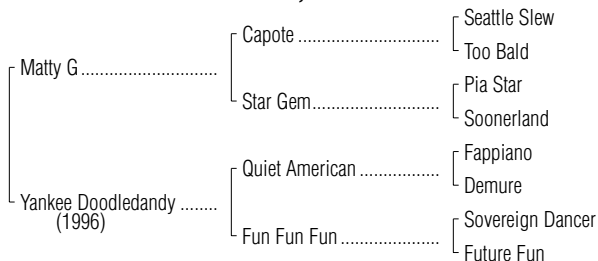 Seattle Slew
Capote ........................................
Too Bald
Matty G ............................
Pia Star
Star Gem....................................
Soonerland
Fappiano
Quiet American ......................
Demure
Yankee Doodledandy ........
(1996)
Sovereign Dancer
Fun Fun Fun ............................
Future Fun